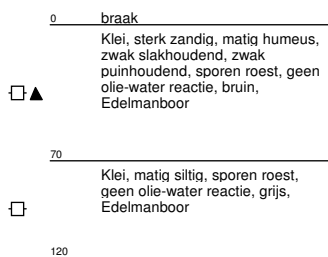 0 braak
Klei, sterk zandig, matig humeus,
zwak slakhoudend, zwak
puinhoudend, sporen roest, geen
olie-water reactie, bruin,
Edelmanboor
70
Klei, matig siltig, sporen roest,
geen olie-water reactie, grijs,
Edelmanboor
120